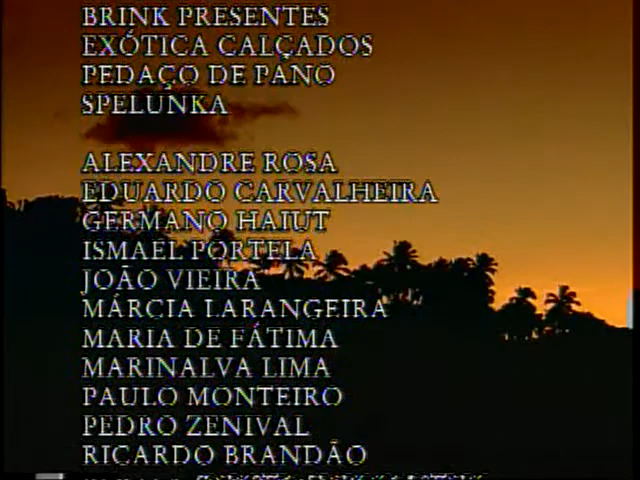 BRINK PRESENTES
EXÓTICA CALÇADOS
PEDAÇO DE PANO
SPELUNKA
ALEXANDRE ROSA
EDUARDO CARVALHEIRA
GERMANO HAIUT
ISMAEL PORTELA
JOÃO VIEIRA
MÁRCIA LARANGEIRA
MARIA DE FÁTIMA
MARINALVA LIMA
PAULO MONTEIRO
PEDRO ZENIVAL
RICARDO BRANDÃO